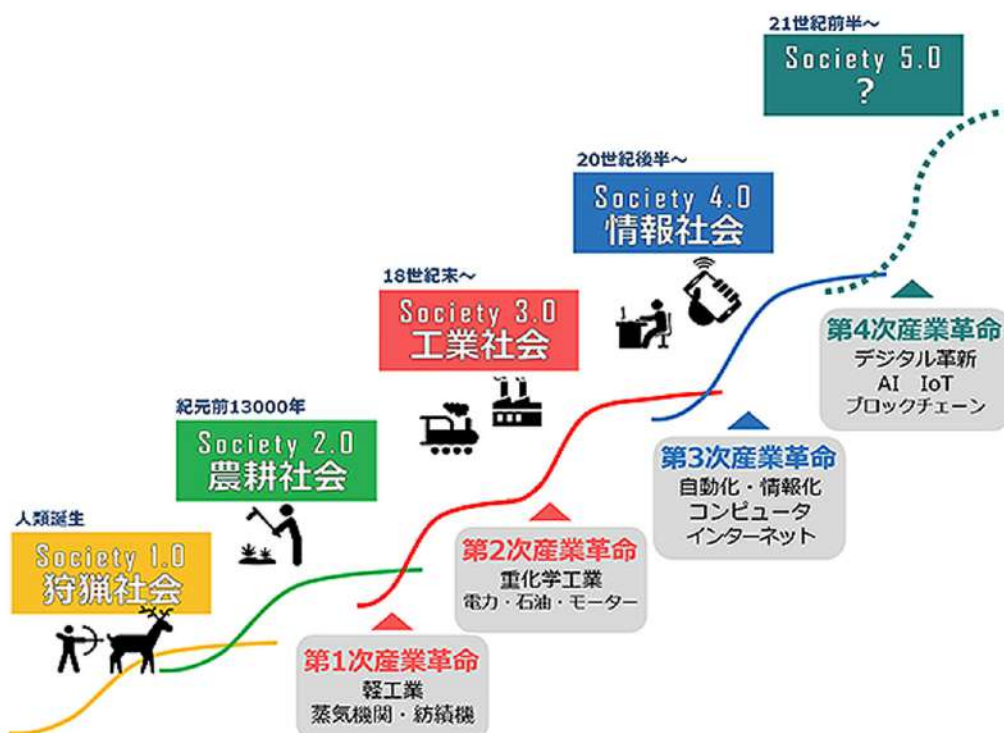 人類誕生
Society 1.0
狩猟社会
紀元前13000年
Society 2.0
農耕社会
18世紀末～
Society 3.0
工業社会
20世紀後半～
Society 4.0
情報社会
21世紀前半～
Society 5.0
?
第1次産業革命
軽工業
蒸気機関・紡績機
第2次産業革命
重化学工業
電力・石油・モーター
第3次産業革命
自動化・情報化
コンピュータ
インターネット
第4次産業革命
デジタル革新
AI IoT
ブロックチェーン